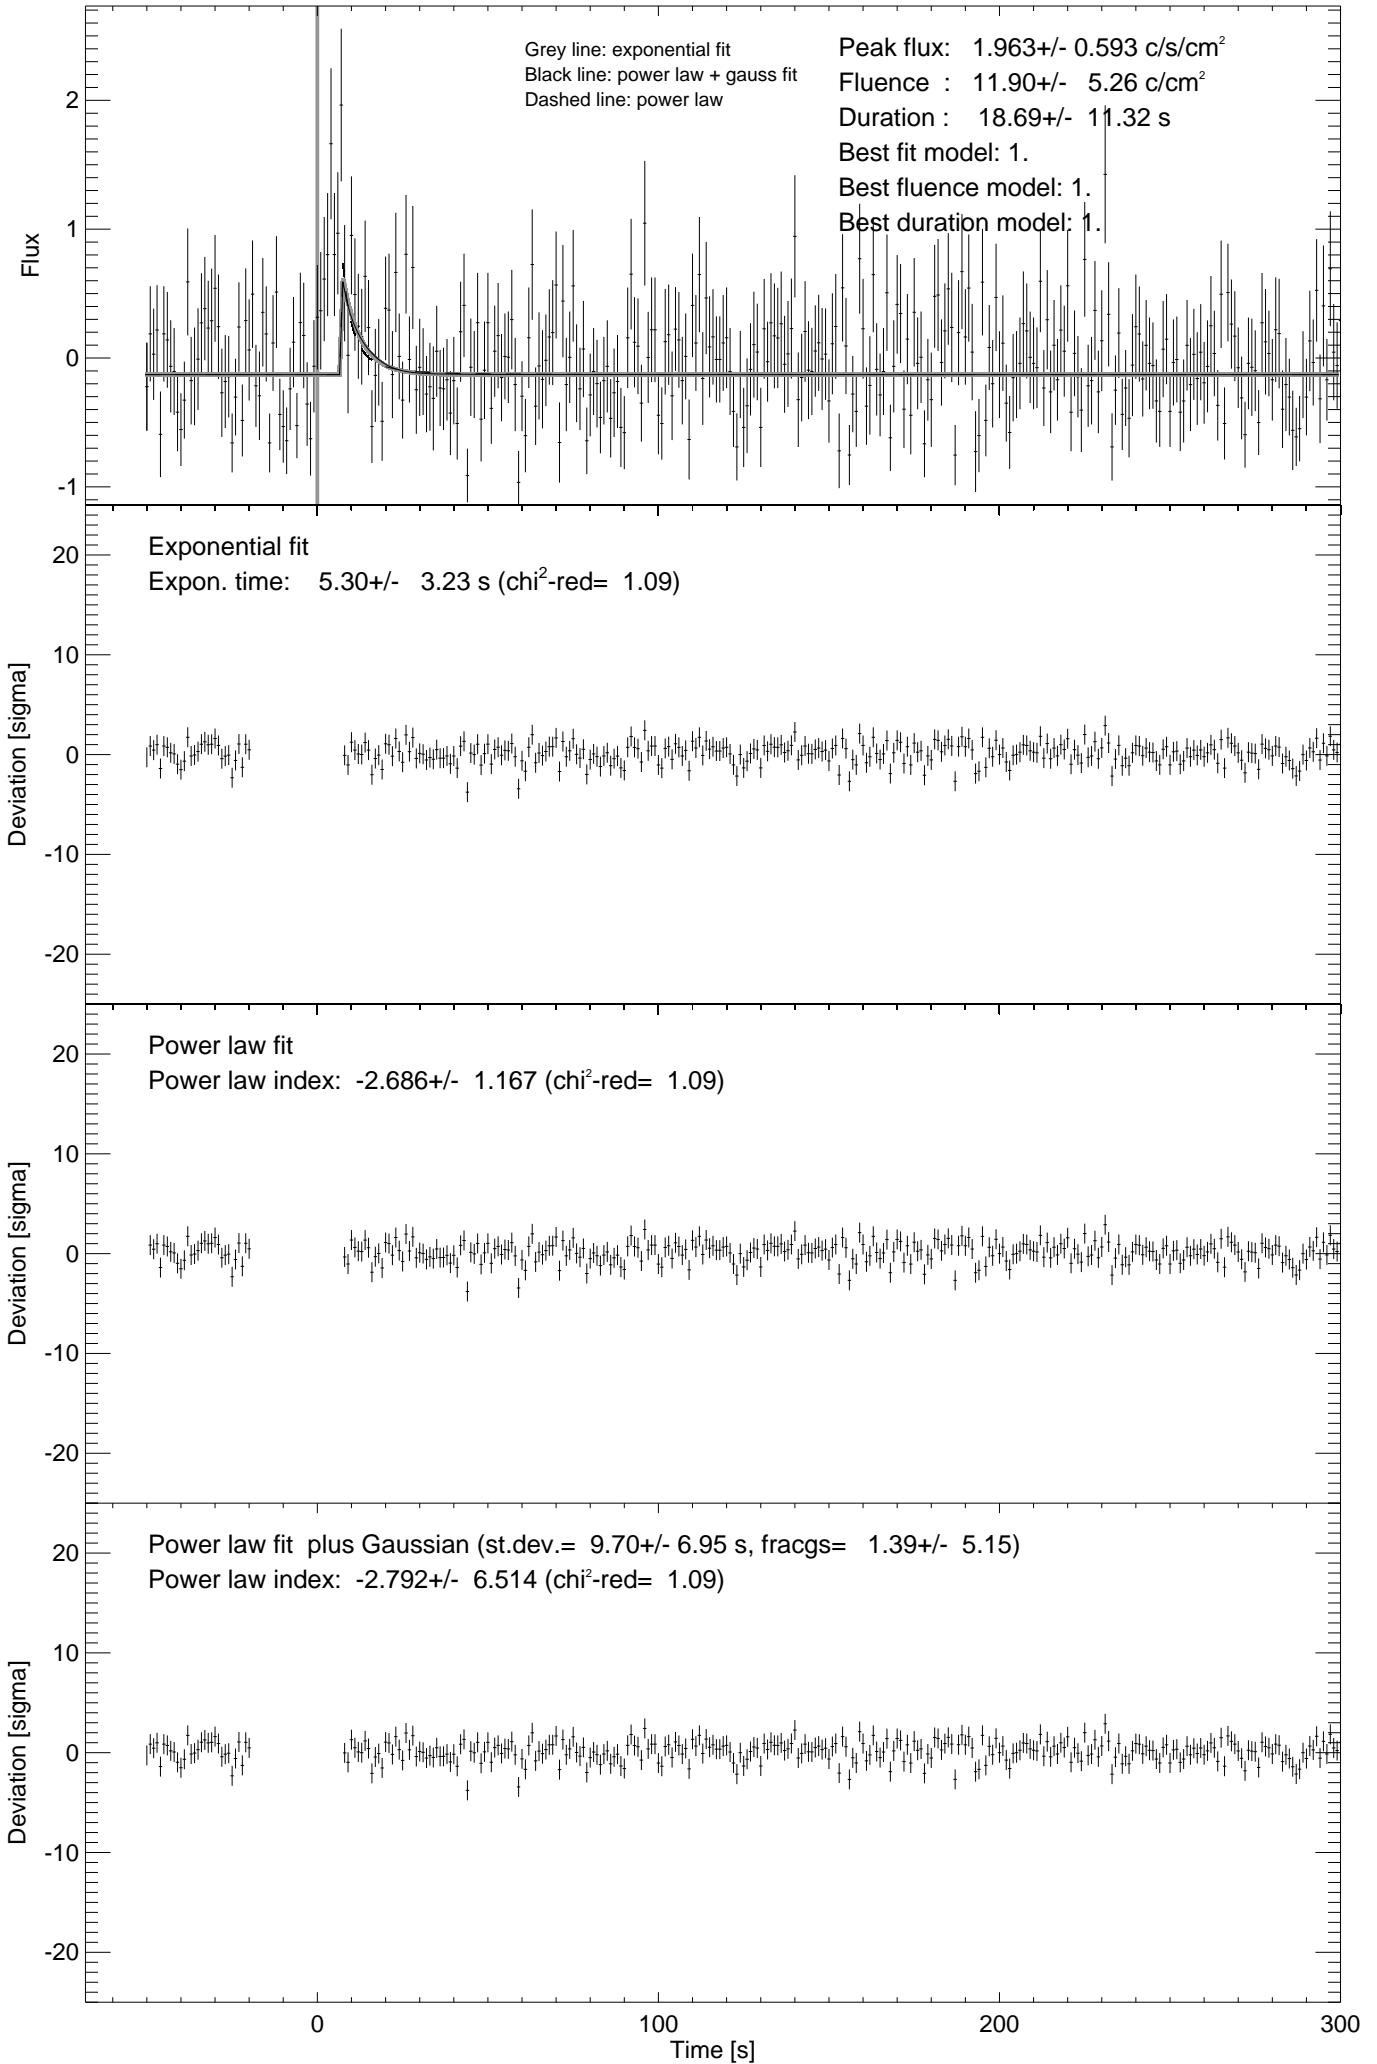 Grey line: exponential fit
Black line: power law + gauss fit
Dashed line: power law
Peak flux: 1.963+/- 0.593 c/s/cm²
Fluence : 11.90+/- 5.26 c/cm²
Duration : 18.69+/- 11.32 s
Best fit model: 1.
Best fluence model: 1.
Best duration model: 1.
Flux
2
1
0
-1
Exponential fit
Expon. time: 5.30+/- 3.23 s (chi²-red= 1.09)
Deviation [sigma]
20
10
0
-10
-20
Power law fit
Power law index: -2.686+/- 1.167 (chi²-red= 1.09)
Deviation [sigma]
20
10
0
-10
-20
Power law fit plus Gaussian (st.dev.= 9.70+/- 6.95 s, fracgs= 1.39+/- 5.15)
Power law index: -2.792+/- 6.514 (chi²-red= 1.09)
Deviation [sigma]
20
10
0
-10
-20
0 100 200 300
Time [s]